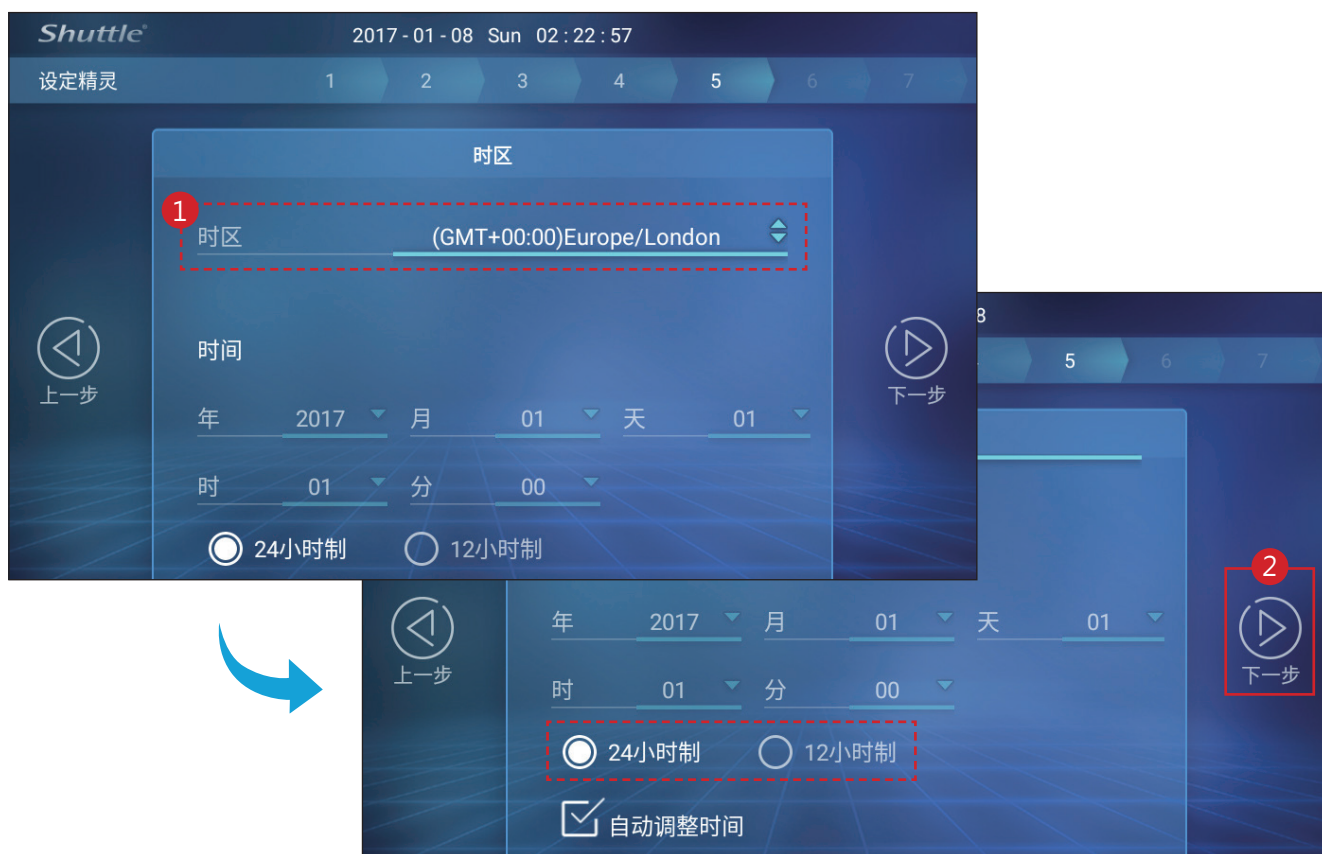 Shuttle
2017 - 01 - 08 Sun 02 : 22 : 57
设定精灵 1 2 3 4 5 6 7
时区
1
时区 (GMT+00:00)Europe/London
时间
上一步
下一步
年 2017 月 01 天 01
时 01 分 00
24小时制 12小时制
8
5 6 7
年 2017 月 01 天 01
上一步
2
下一步
时 01 分 00
24小时制 12小时制
自动调整时间